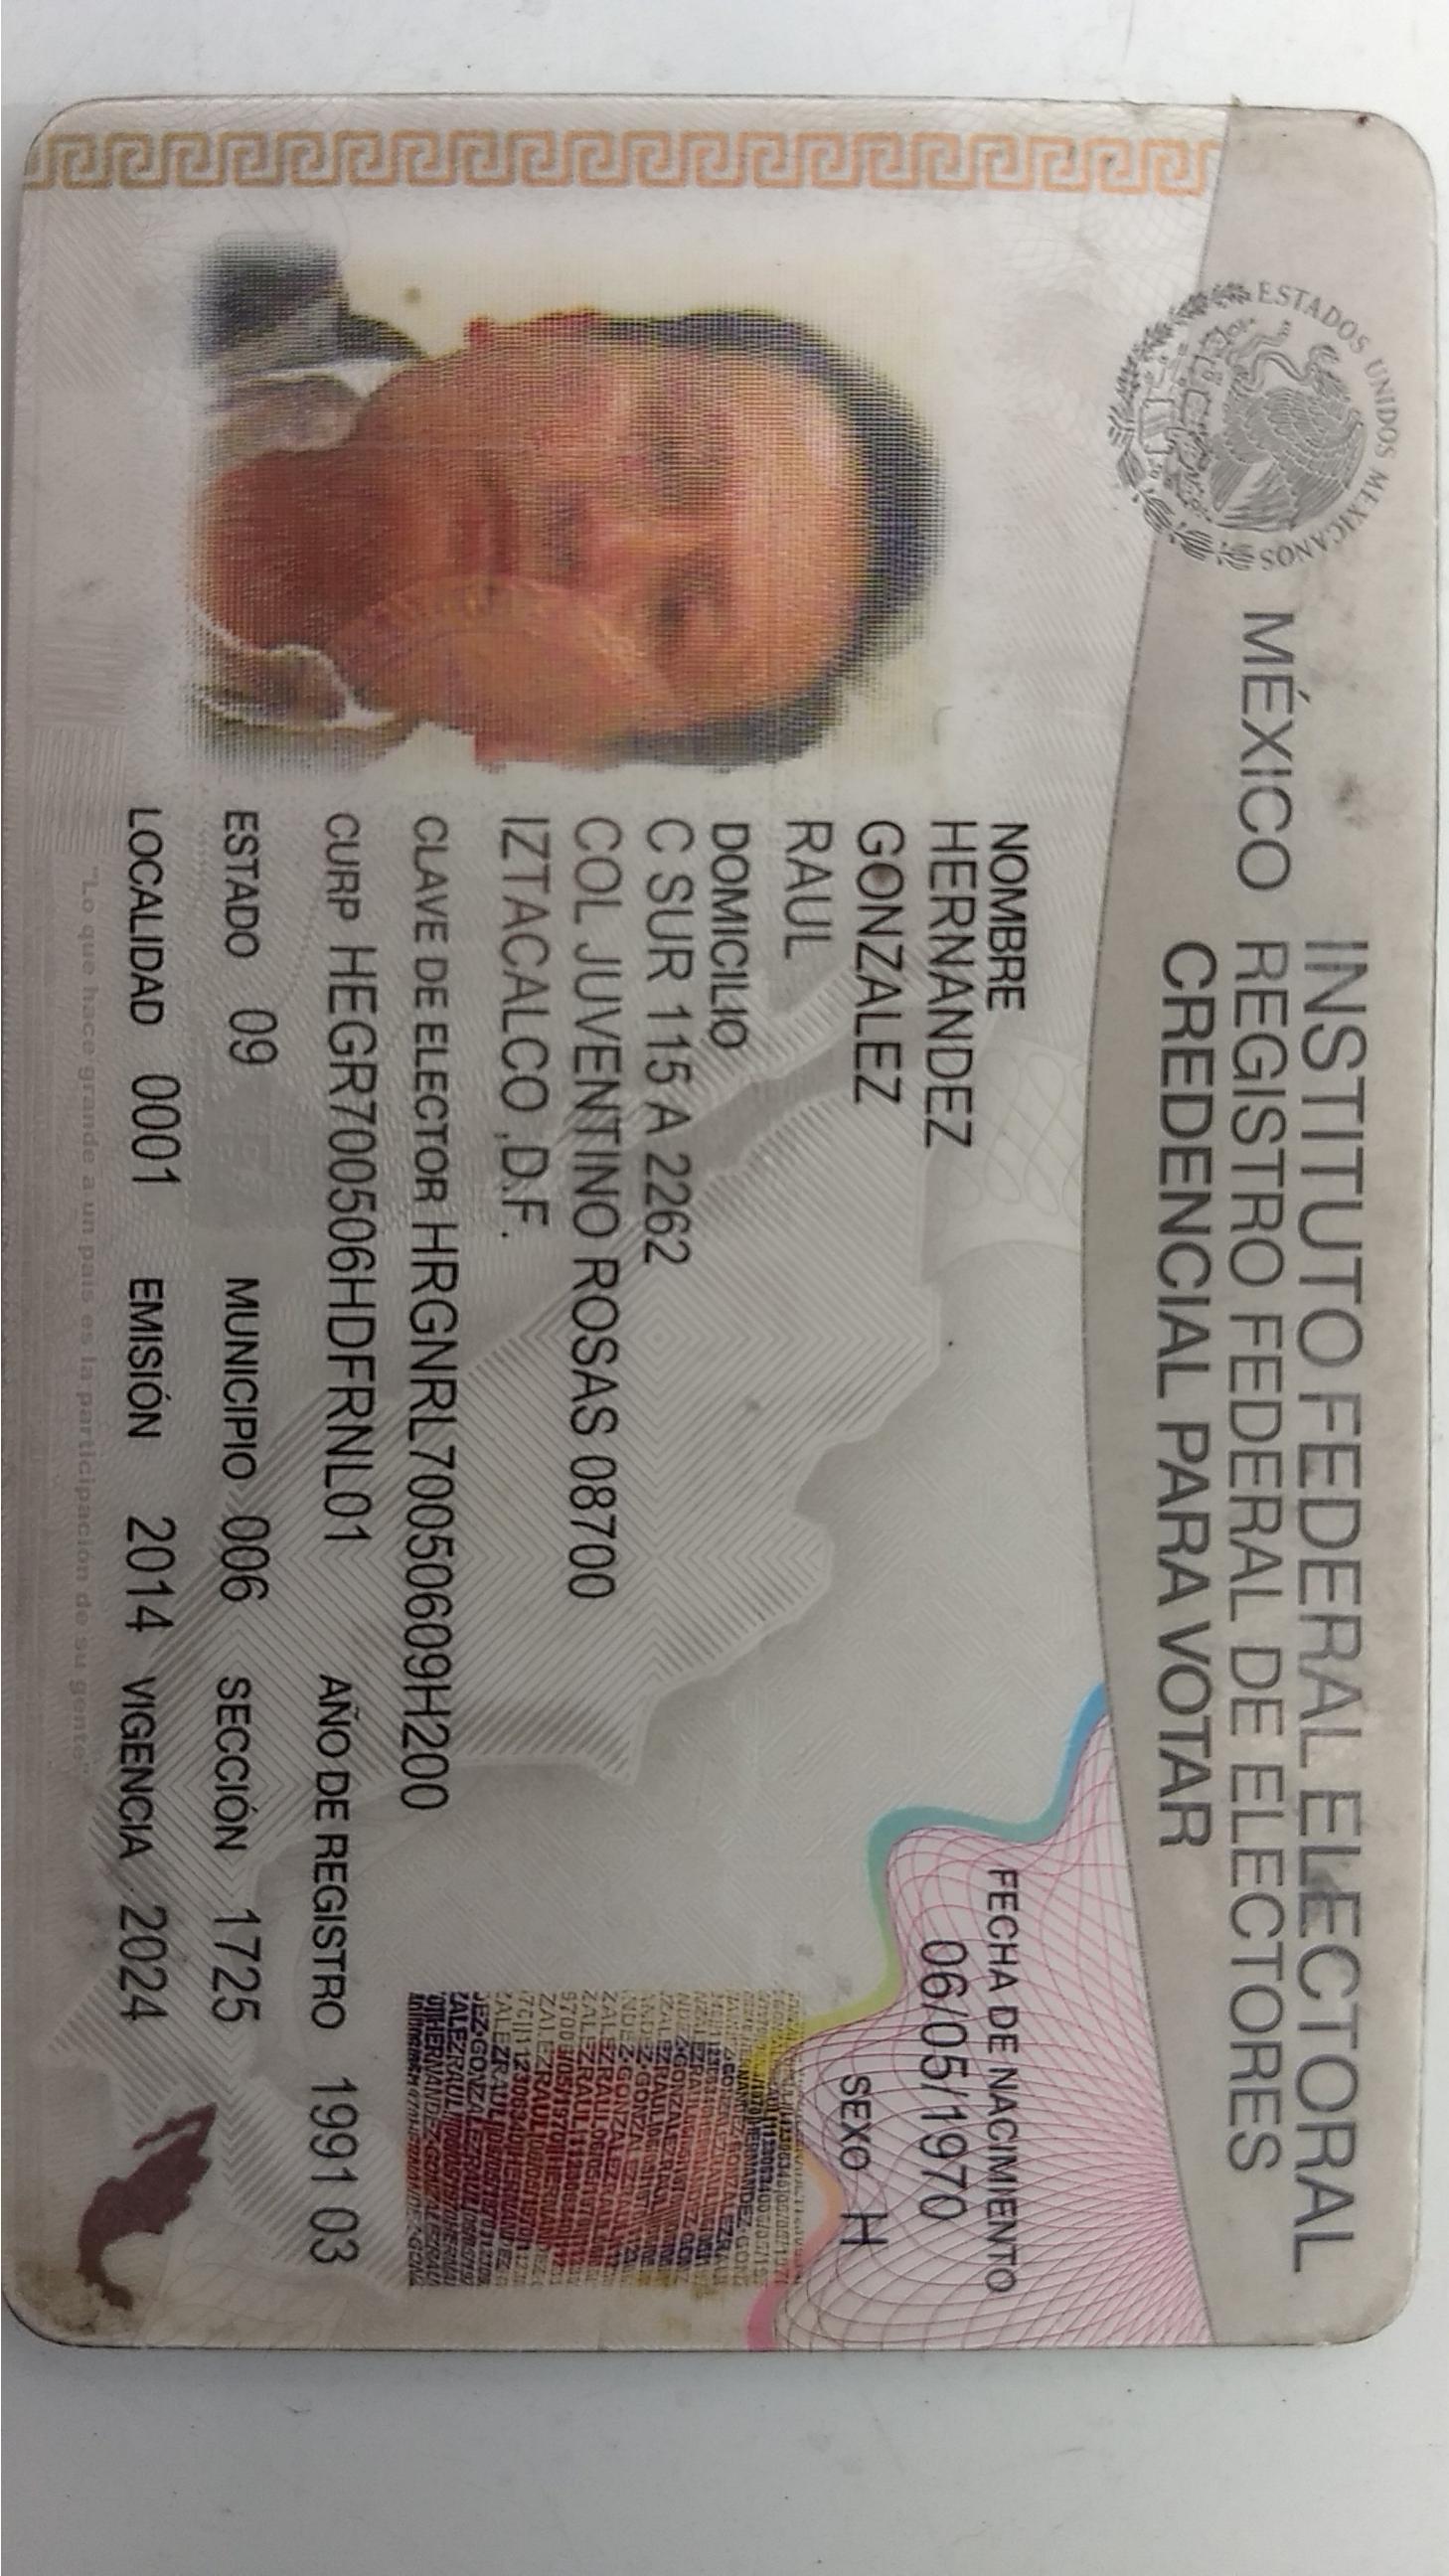 ESTADOS UNIDOS MEXICANOS
INSTITUTO FEDERAL ELECTORAL
MÉXICO REGISTRO FEDERAL DE ELECTORES
CREDENCIAL PARA VOTAR
NOMBRE
HERNANDEZ
GONZALEZ
RAUL
FECHA DE NACIMIENTO
06/05/1970
SEXO H
DOMICILIO
C SUR 115 A 2262
COL JUVENTINO ROSAS 08700
IZTACALCO ,D.F.
CLAVE DE ELECTOR HRGNRL70050609H200
CURP HEGR700506HDFRNL01 AÑO DE REGISTRO 1991 03
ESTADO 09 MUNICIPIO 006 SECCIÓN 1725
LOCALIDAD 0001 EMISIÓN 2014 VIGENCIA 2024
"Lo que hace grande a un país es la participación de su gente"